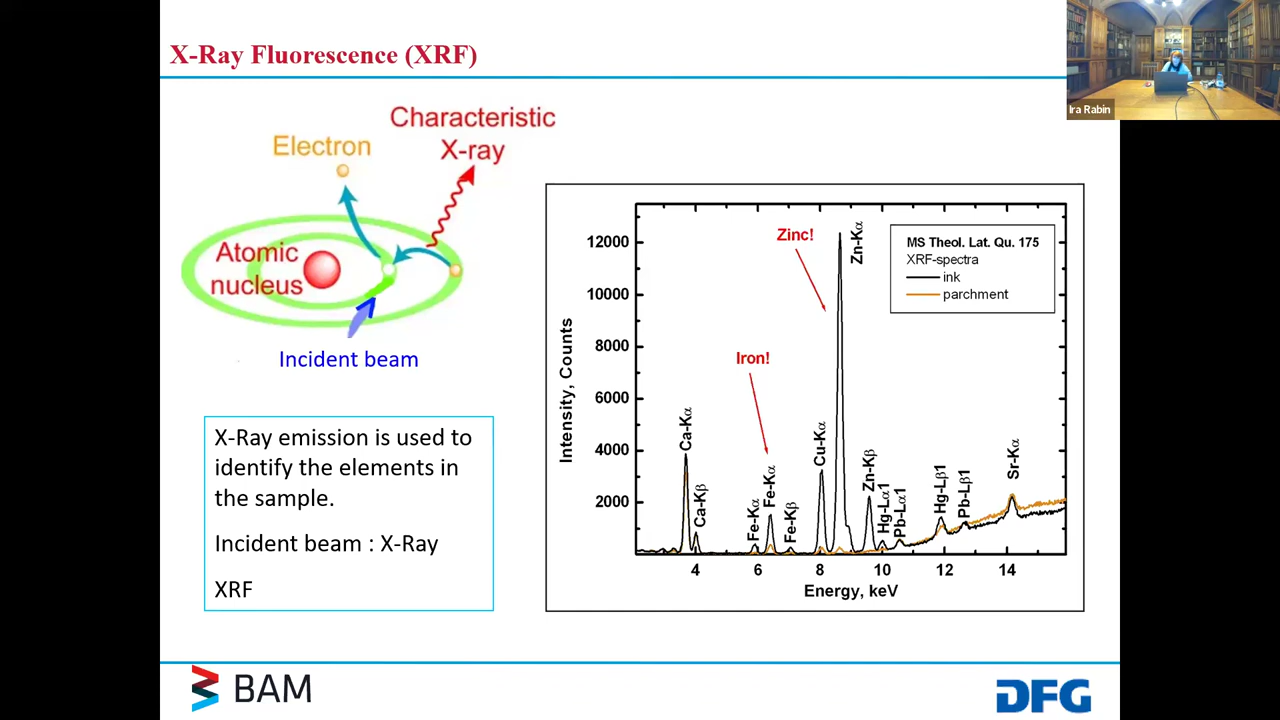 X-Ray Fluorescence (XRF)
Ira Rabin
Characteristic
X-ray
Electron
Atomic
nucleus
Incident beam
X-Ray emission is used to
identify the elements in
the sample.
Incident beam : X-Ray
XRF
MS Theol. Lat. Qu. 175
XRF-spectra
ink
parchment
Zinc!
Iron!
Intensity, Counts
12000
10000
8000
6000
4000
2000
Ca-Kα
Ca-Kβ
Fe-Kα
Fe-Kα
Fe-Kβ
Cu-Kα
Zn-Kα
Zn-Kβ
Hg-Lα1
Pb-Lα1
Hg-Lβ1
Pb-Lβ1
Sr-Kα
4 6 8 10 12 14
Energy, keV
BAM
DFG